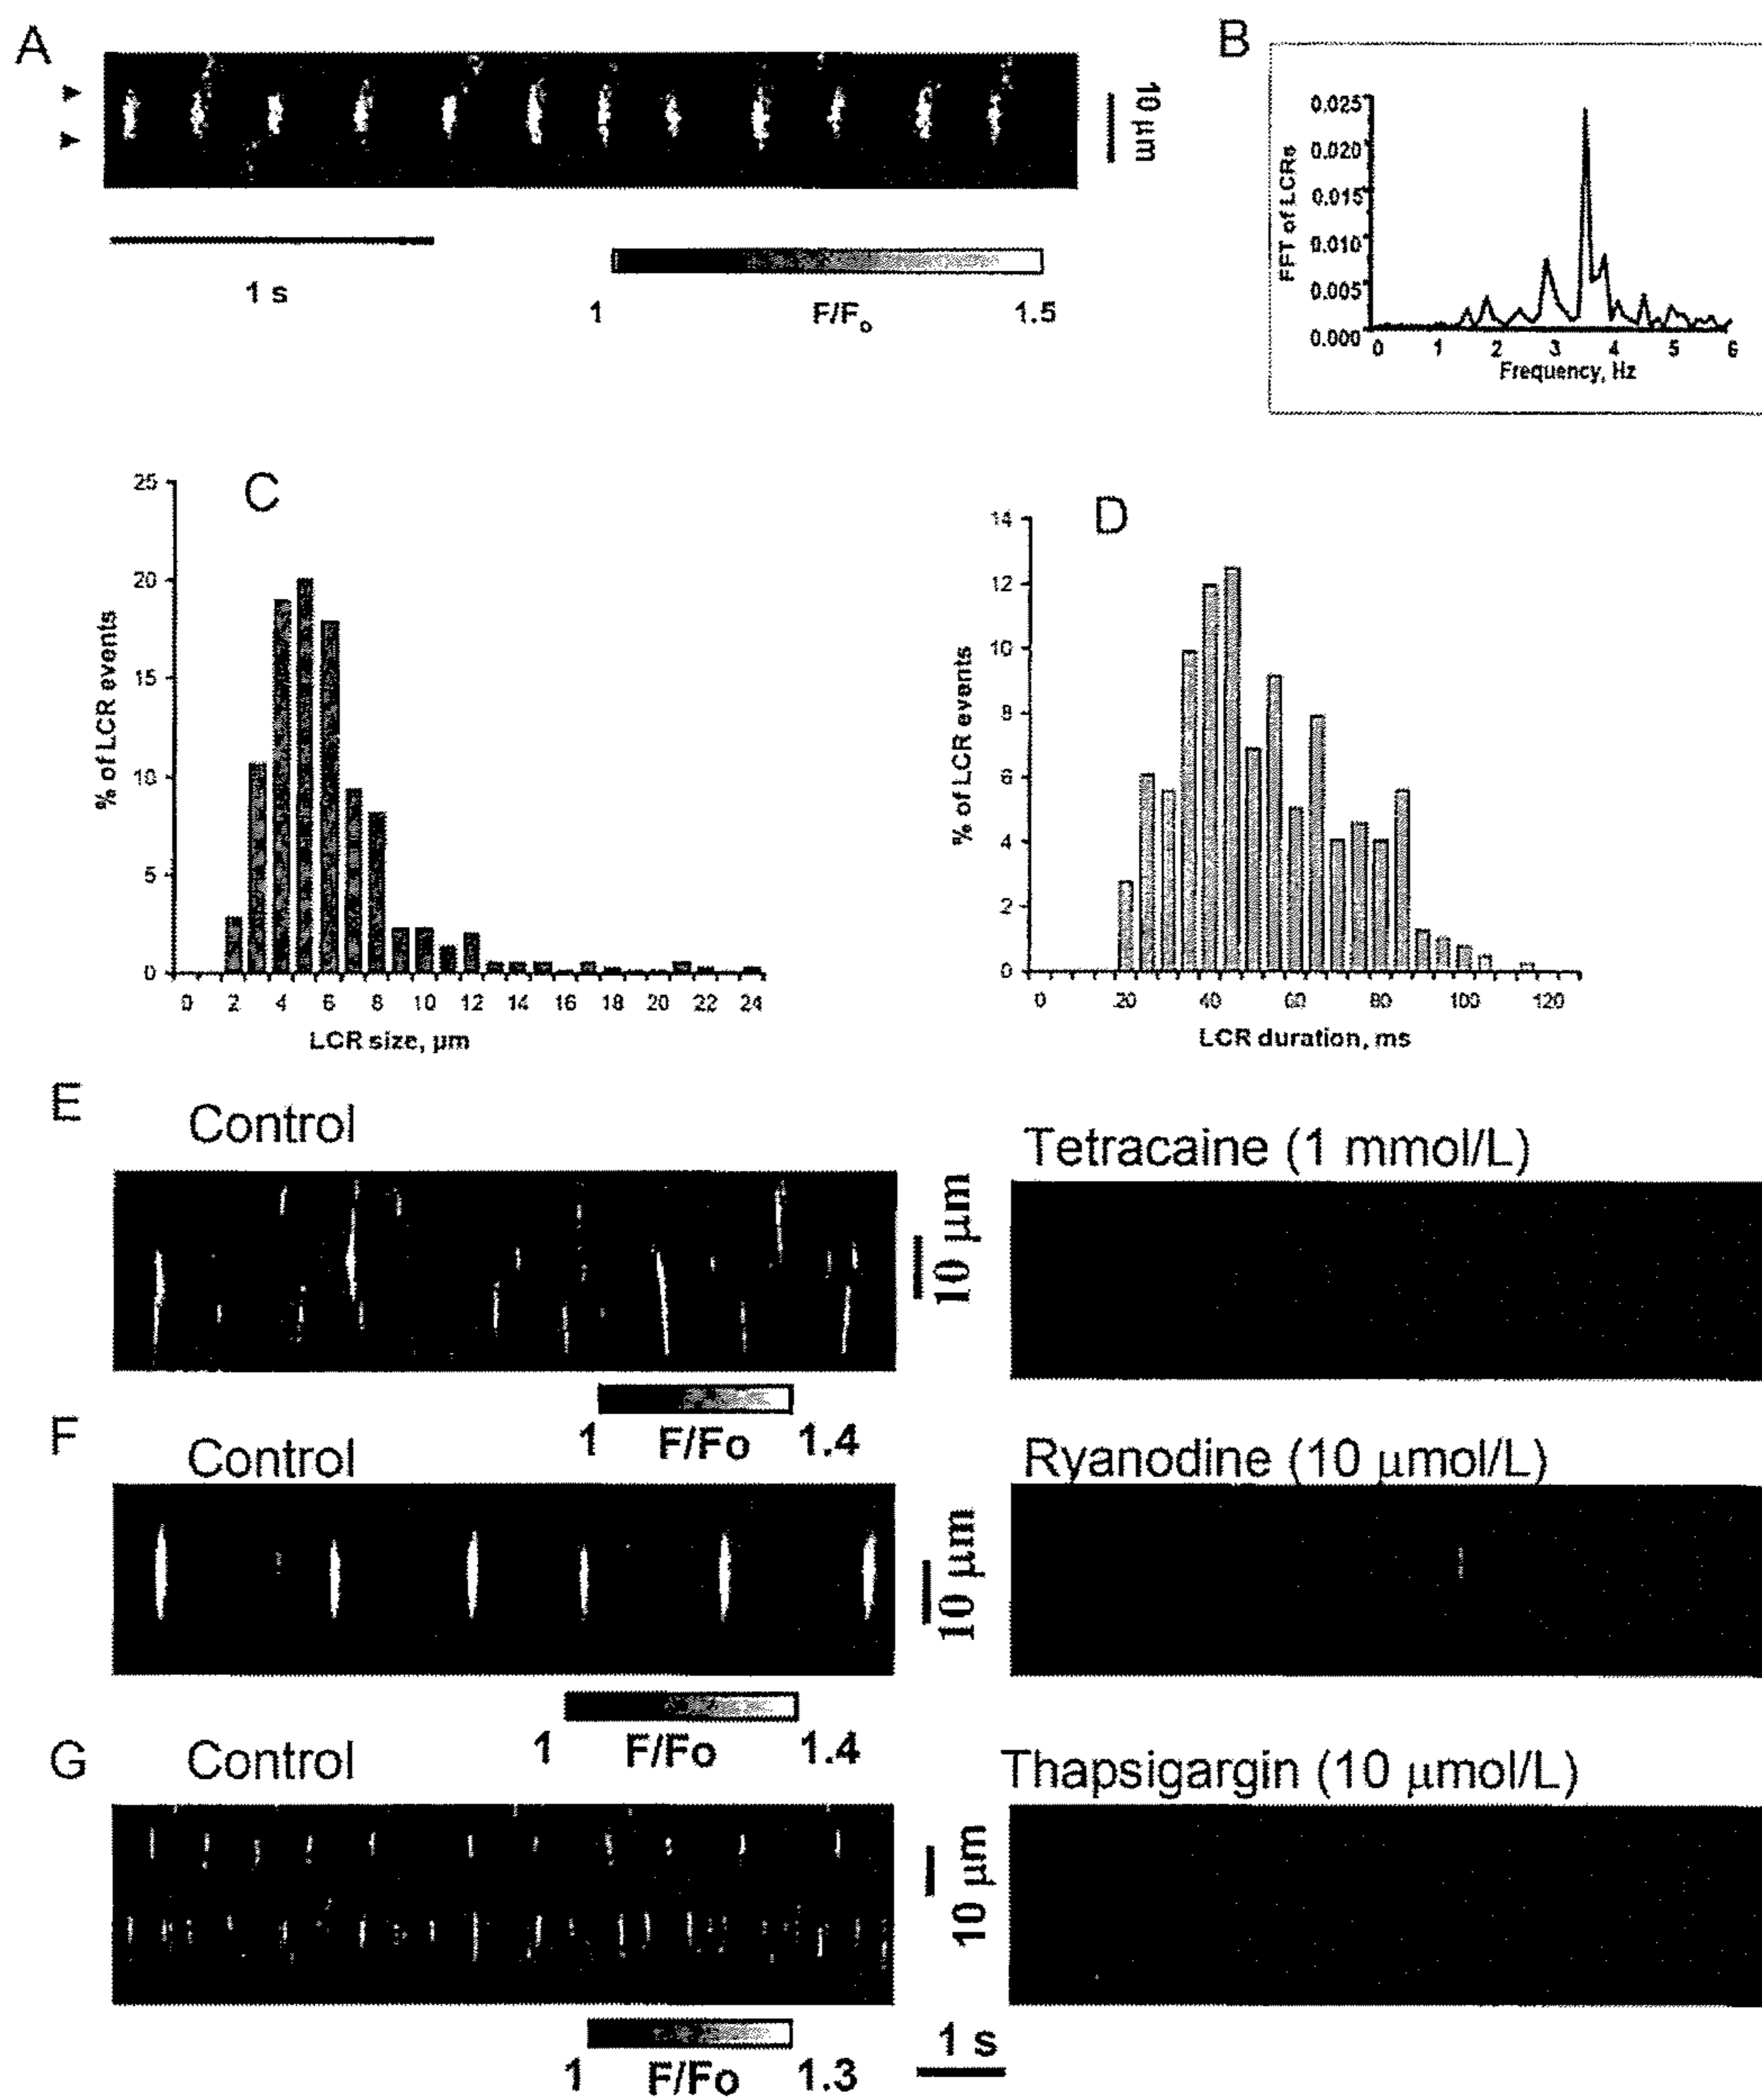 A
10 µm
1 s
1
F/Fo
1.5
B
FFT of LCRs
0.025
0.020
0.015
0.010
0.005
0.000
0 1 2 3 4 5 6
Frequency, Hz
C
% of LCR events
25
20
15
10
5
0
0 2 4 6 8 10 12 14 16 18 20 22 24
LCR size, µm
D
% of LCR events
14
12
10
8
6
4
2
0
0 20 40 60 80 100 120
LCR duration, ms
E
Control
10 µm
Tetracaine (1 mmol/L)
1 F/Fo 1.4
F
Control
10 µm
Ryanodine (10 µmol/L)
1 F/Fo 1.4
G
Control
10 µm
Thapsigargin (10 µmol/L)
1 F/Fo 1.3
1 s